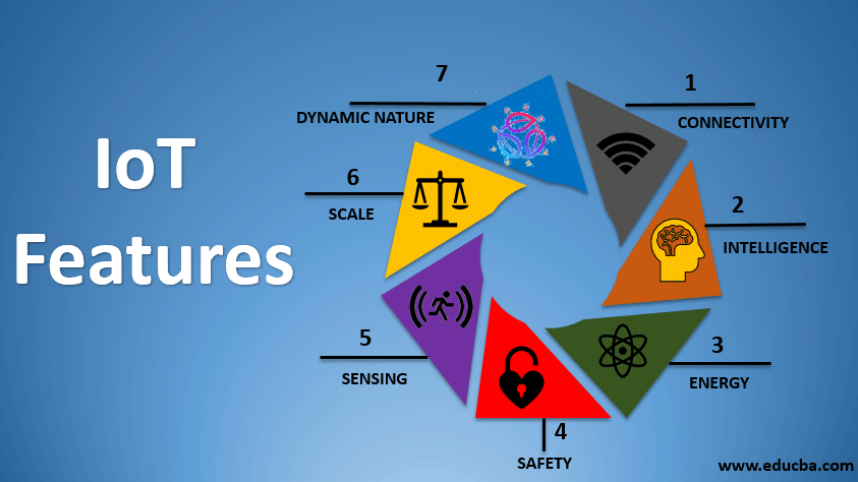 IoT
Features
1
CONNECTIVITY
2
INTELLIGENCE
3
ENERGY
4
SAFETY
5
SENSING
6
SCALE
7
DYNAMIC NATURE
www.educba.com